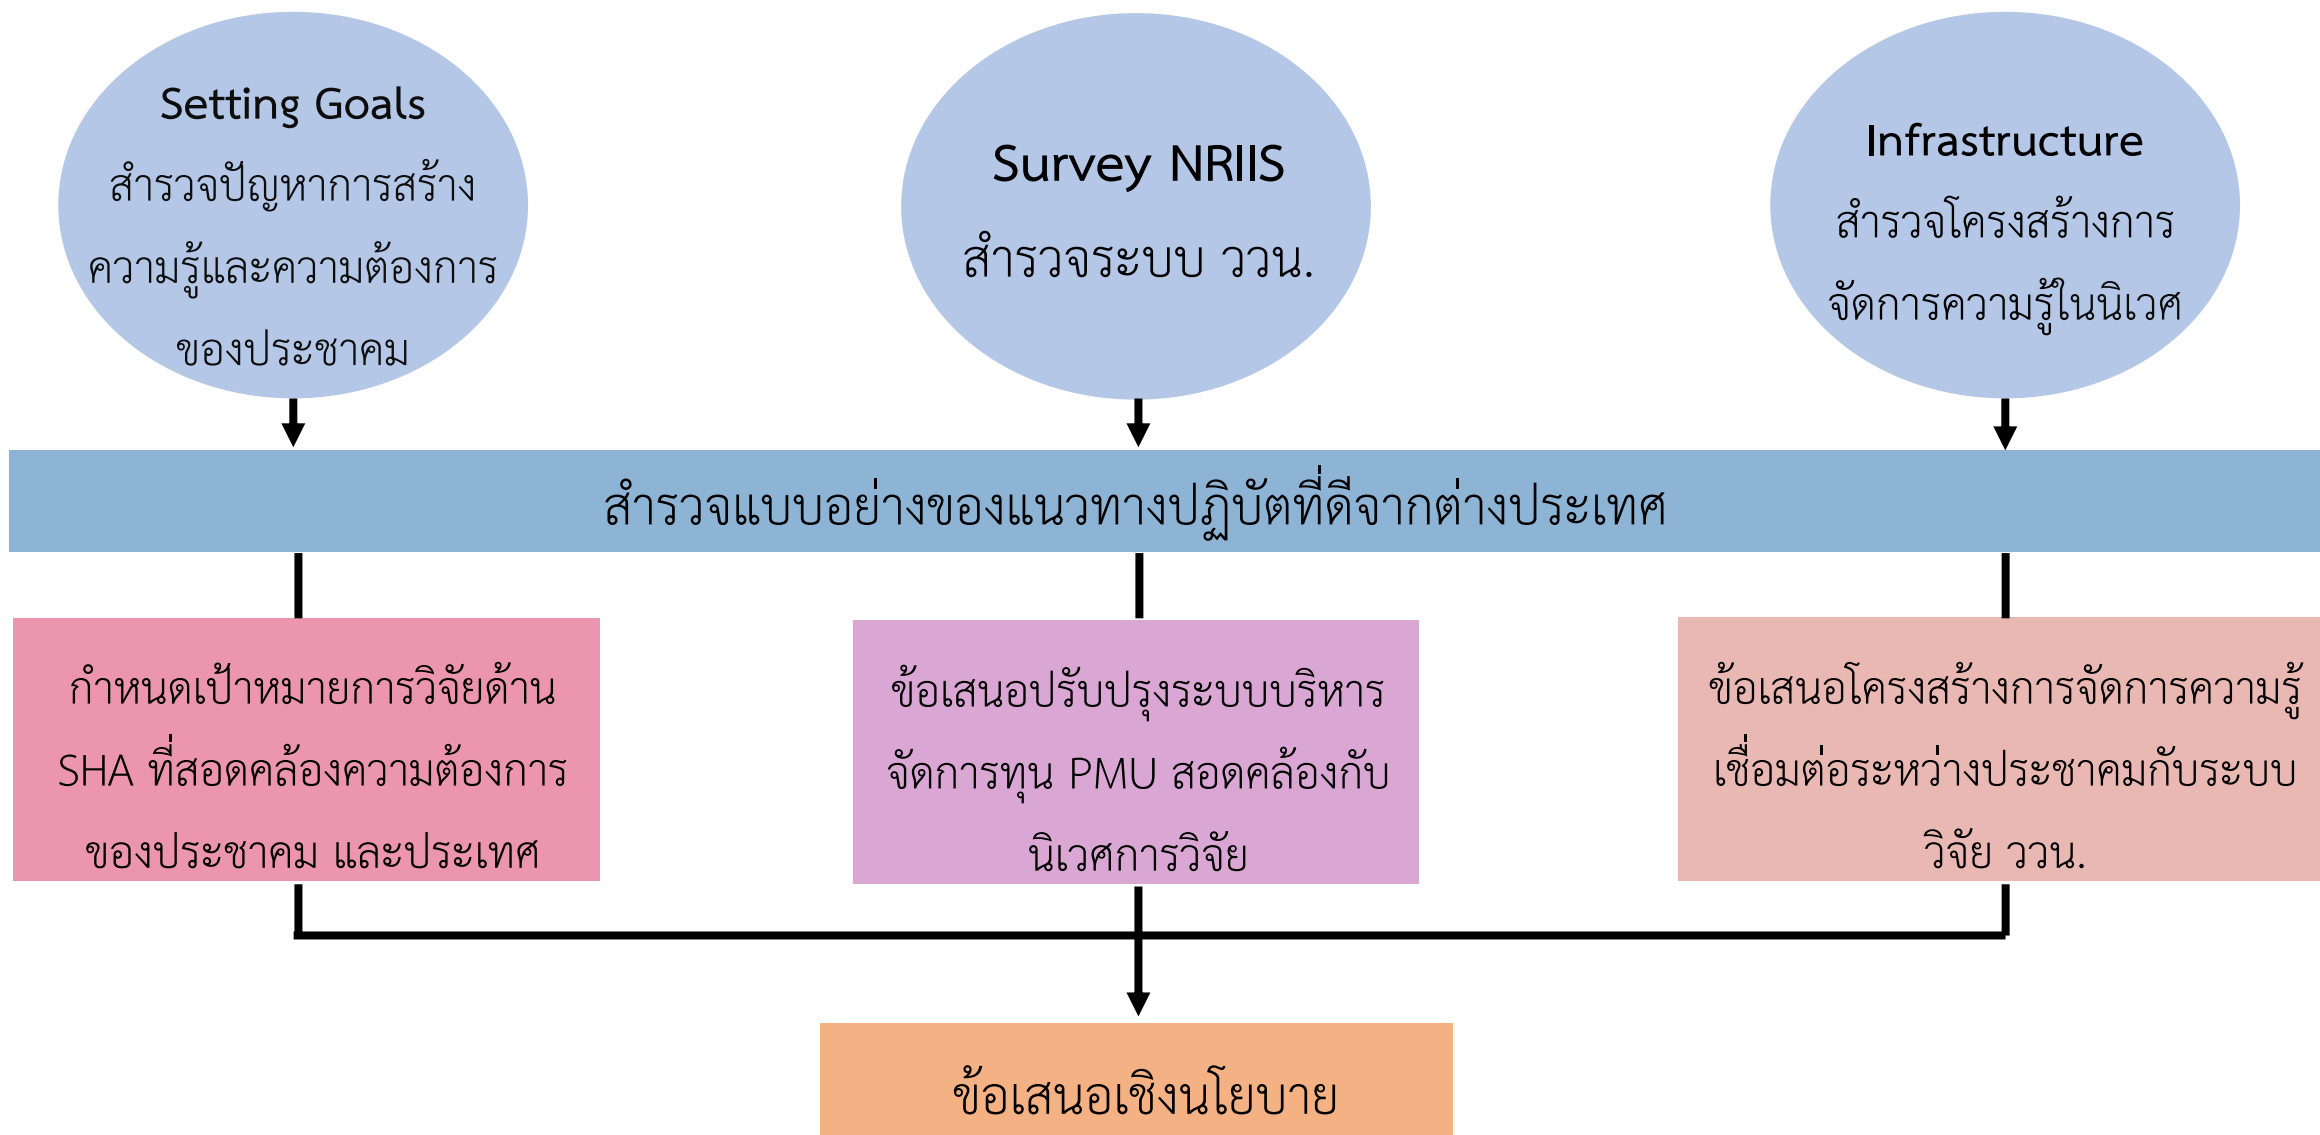 Setting Goals
สำรวจปัญหาการสร้าง
ความรู้และความต้องการ
ของประชาคม
Survey NRIIS
สำรวจระบบ ววน.
Infrastructure
สำรวจโครงสร้างการ
จัดการความรู้ในนิเวศ
สำรวจแบบอย่างของแนวทางปฏิบัตที่ดีจากต่างประเทศ
กำหนดเป้าหมายการวิจัยด้าน
SHA ที่สอดคล้องความต้องการ
ของประชาคม และประเทศ
ข้อเสนอปรับปรุงระบบบริหาร
จัดการทุน PMU สอดคล้องกับ
นิเวศการวิจัย
ข้อเสนอโครงสร้างการจัดการความรู้
เชื่อมต่อระหว่างประชาคมกับระบบ
วิจัย ววน.
ข้อเสนอเชิงนโยบาย